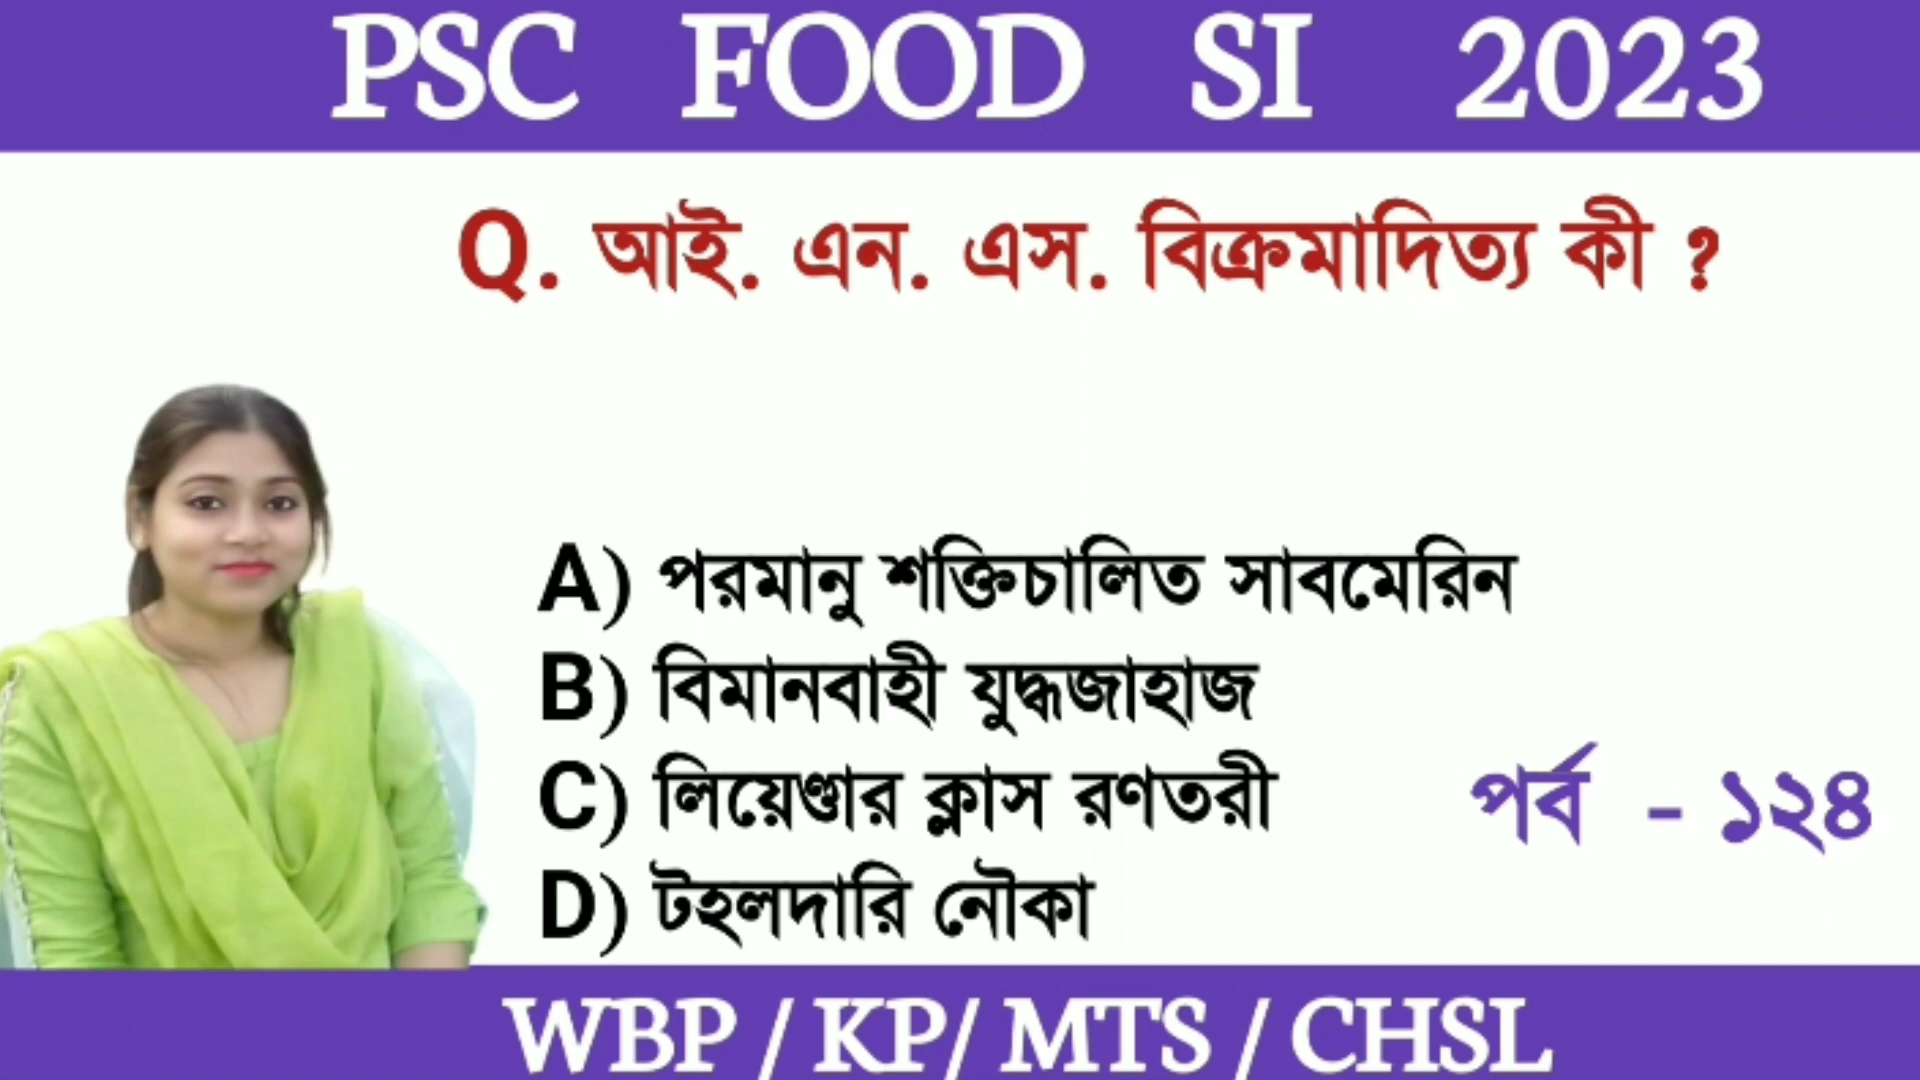 PSC FOOD SI 2023
Q. আই. এন. এস. বিক্রমাদিত্য কী ?
A) পরমানু শক্তিচালিত সাবমেরিন
B) বিমানবাহী যুদ্ধজাহাজ
C) লিয়েণ্ডার ক্লাস রণতরী
পর্ব - ১২৪
D) টহলদারি নৌকা
WBP / KP/ MTS / CHSL